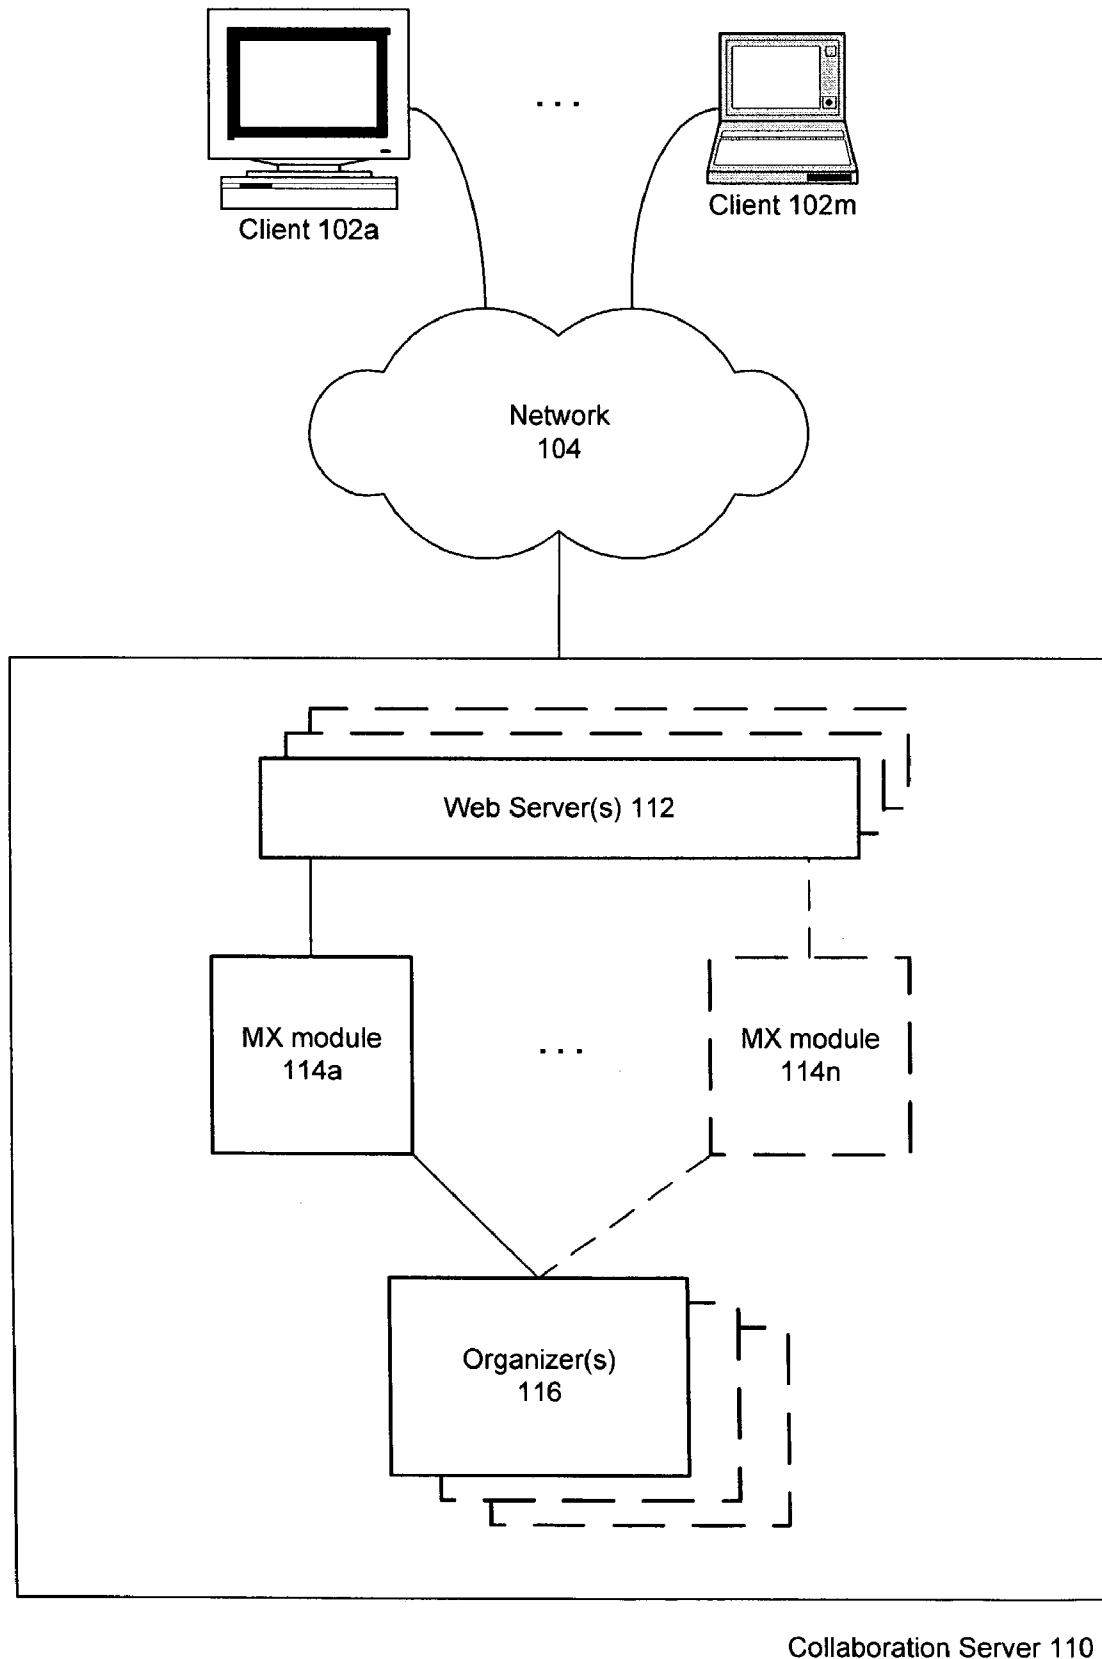 Client 102a
...
Client 102m
Network
104
Web Server(s) 112
MX module
114a
...
MX module
114n
Organizer(s)
116
Collaboration Server 110